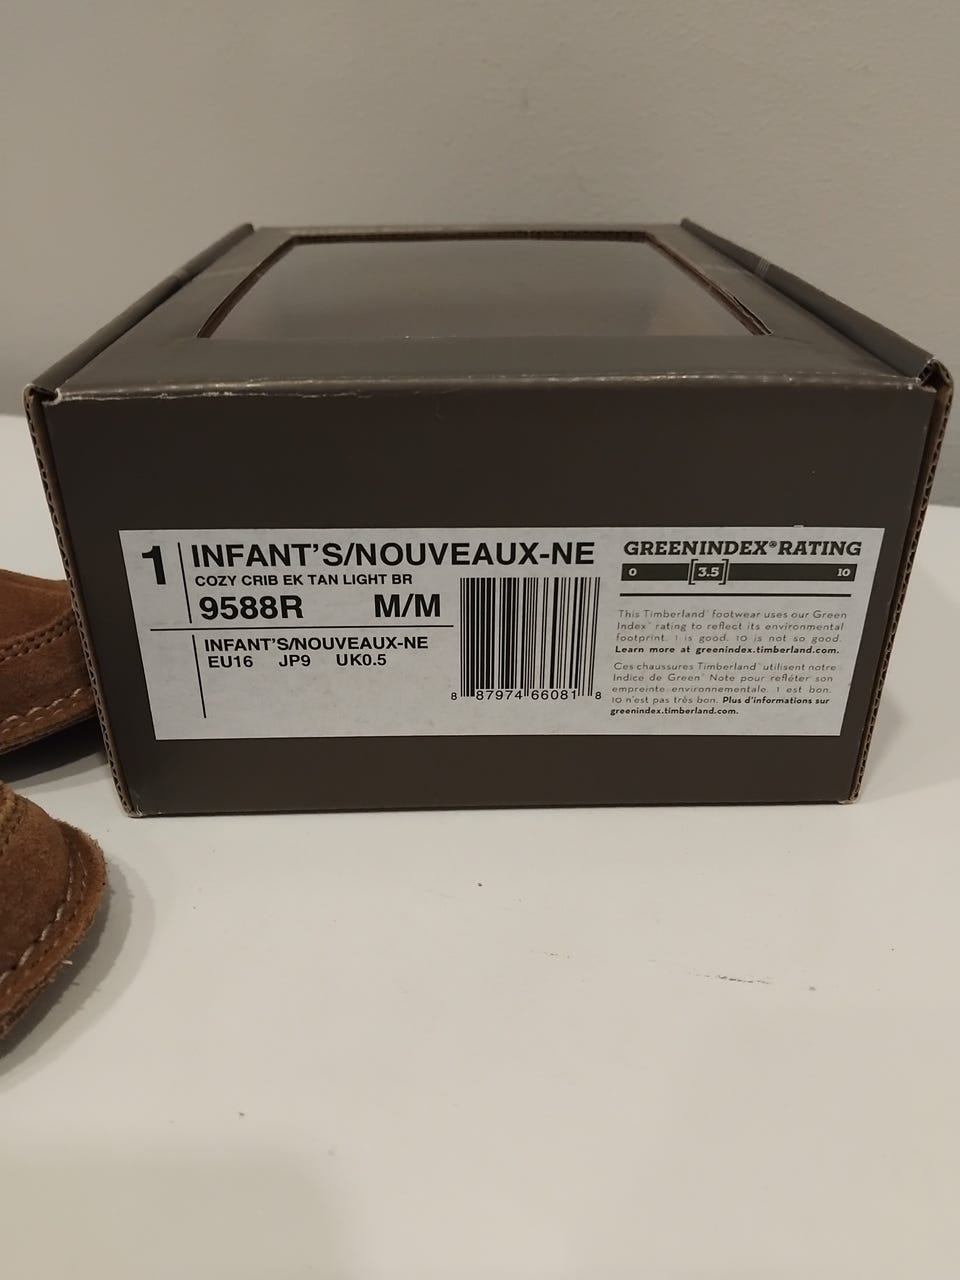 1
INFANT'S/NOUVEAUX-NE
COZY CRIB EK TAN LIGHT BR
9588R M/M
INFANT'S/NOUVEAUX-NE
EU16 JP9 UK0.5
8 87974 66081 8
GREENINDEX® RATING
0 [3.5] 10
This Timberland® footwear uses our Green
Index® rating to reflect its environmental
footprint. 1 is good. 10 is not so good.
Learn more at greenindex.timberland.com.
Ces chaussures Timberland® utilisent notre
Indice de Green® Note pour refléter son
empreinte environnementale. 1 est bon.
10 n'est pas très bon. Plus d'informations sur
greenindex.timberland.com.